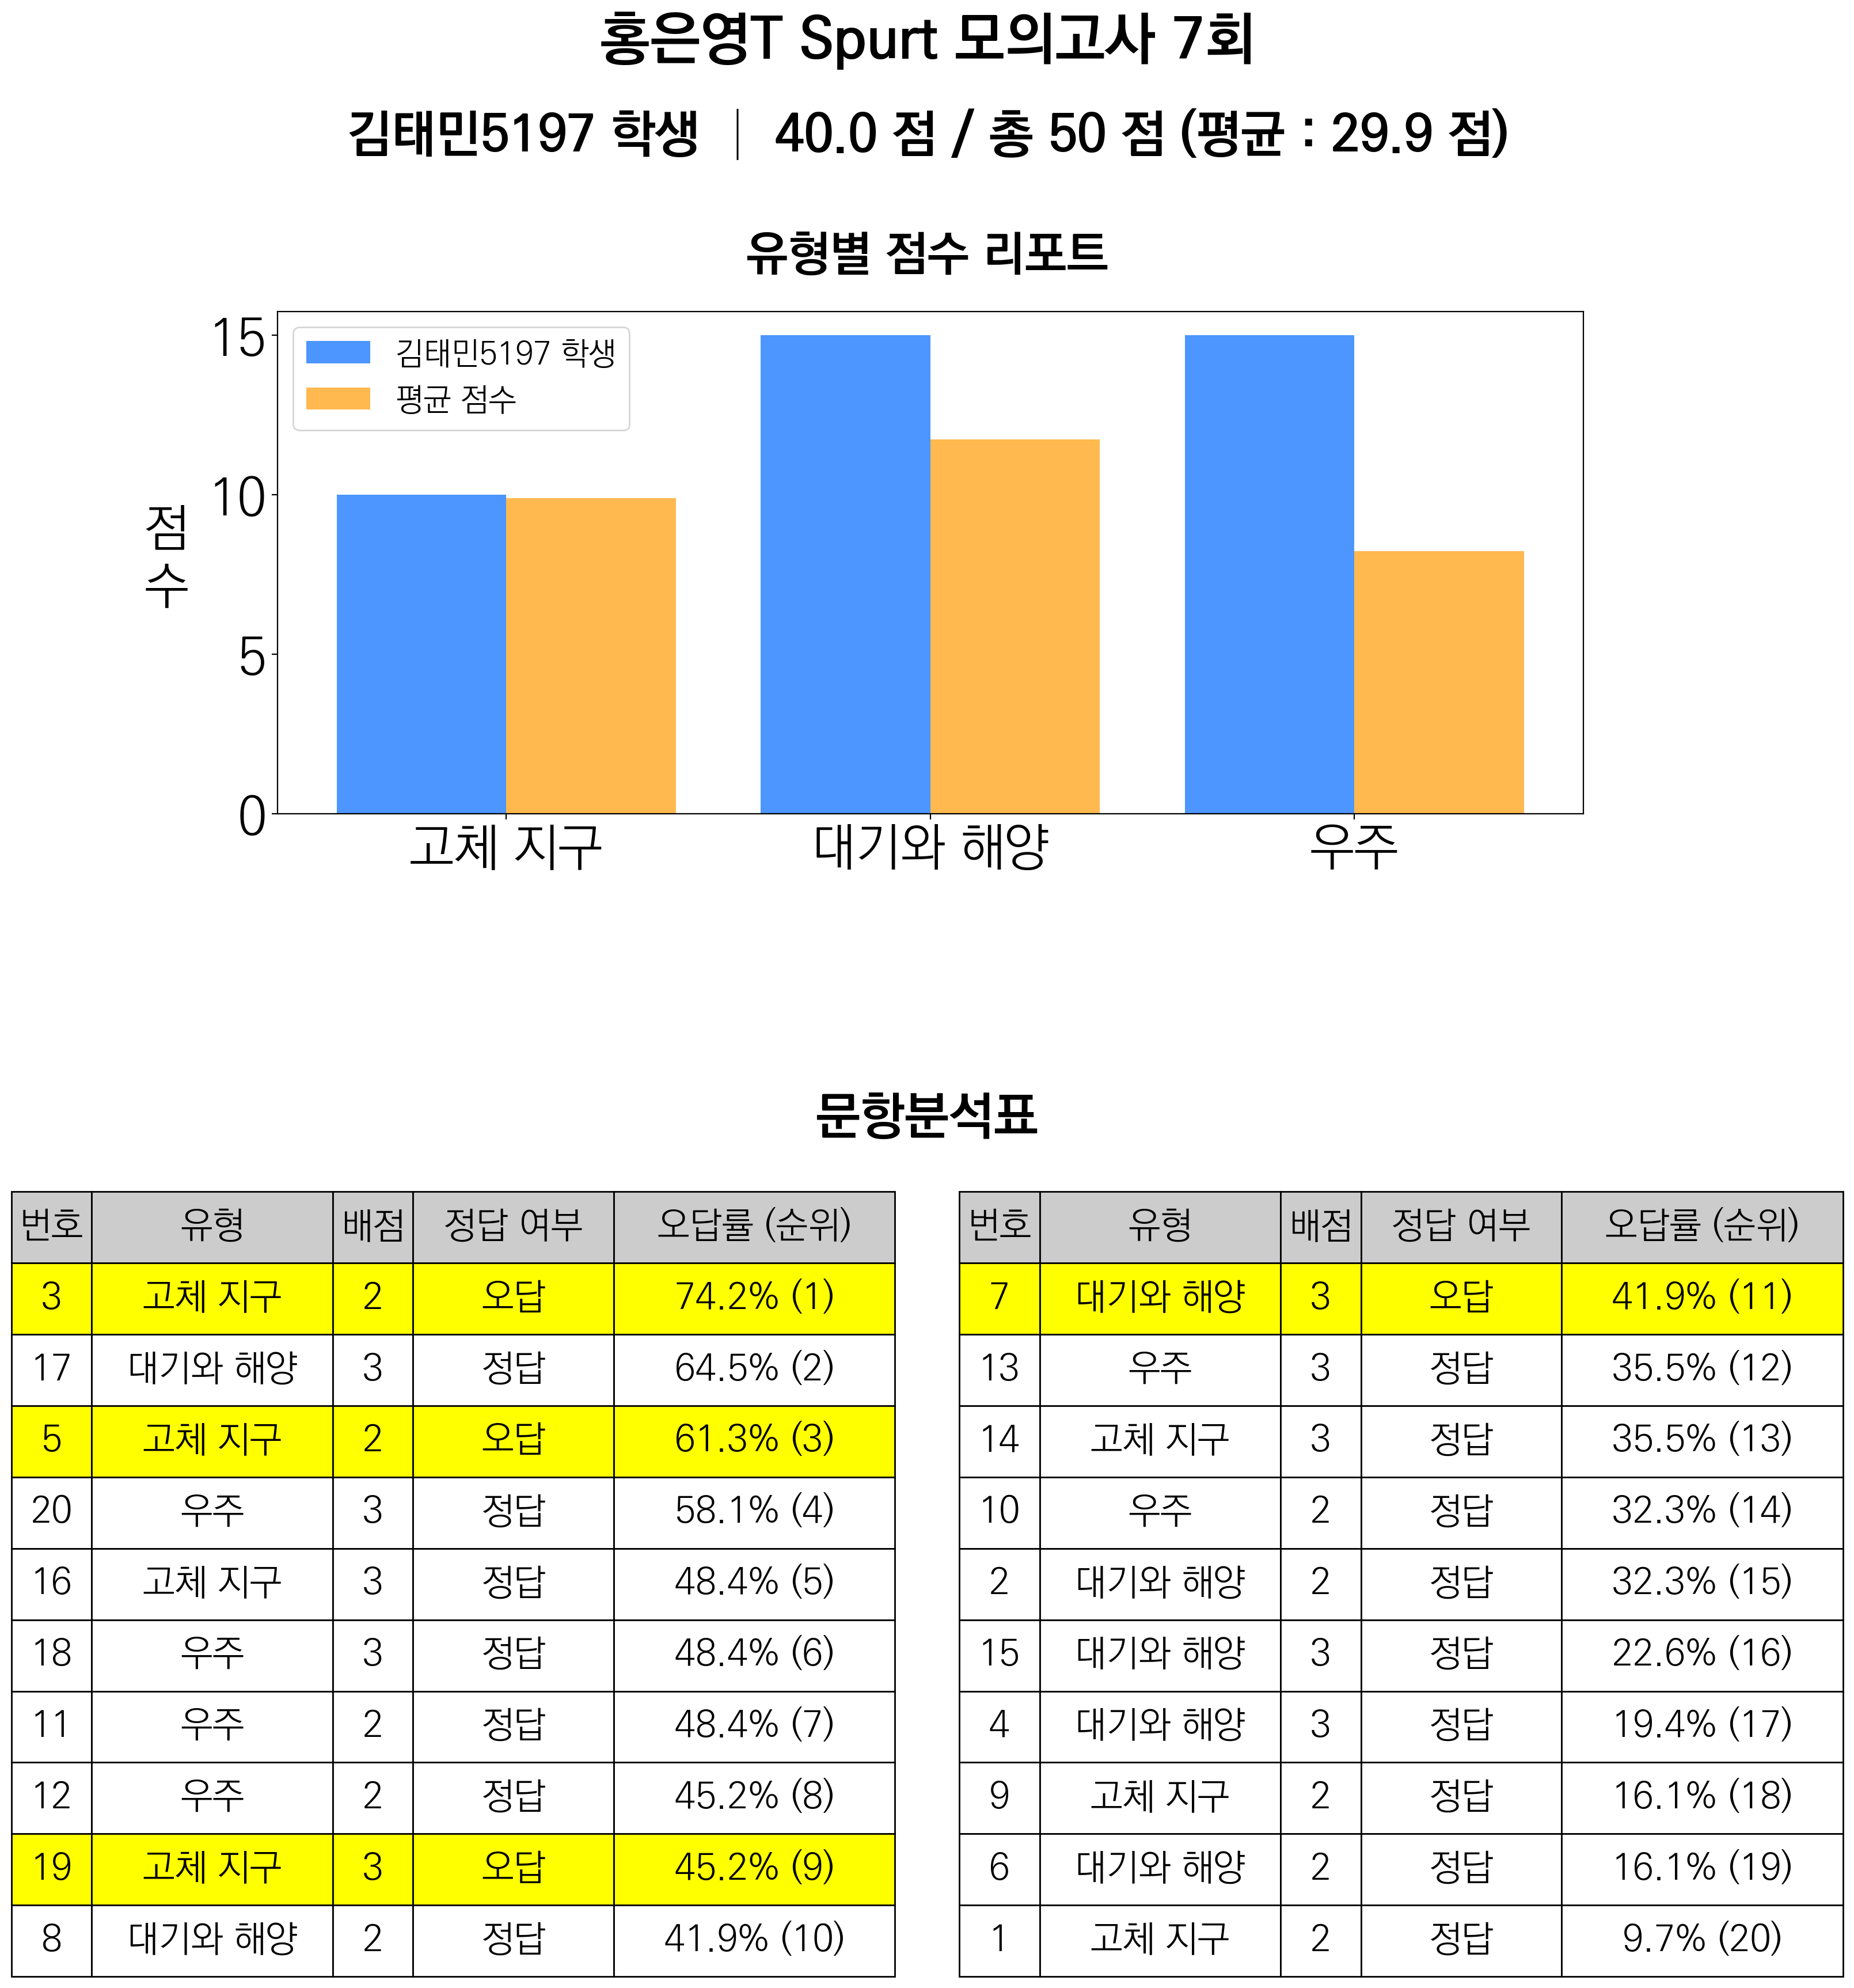 홍은영T Spurt 모의고사 7회
김태민5197 학생 │ 40.0 점 / 총 50 점 (평균 : 29.9 점)
유형별 점수 리포트
김태민5197 학생
평균 점수
점
수
15
10
5
0
고체 지구 대기와 해양 우주
문항분석표
번호 유형 배점 정답 여부 오답률 (순위)
3 고체 지구 2 오답 74.2% (1)
17 대기와 해양 3 정답 64.5% (2)
5 고체 지구 2 오답 61.3% (3)
20 우주 3 정답 58.1% (4)
16 고체 지구 3 정답 48.4% (5)
18 우주 3 정답 48.4% (6)
11 우주 2 정답 48.4% (7)
12 우주 2 정답 45.2% (8)
19 고체 지구 3 오답 45.2% (9)
8 대기와 해양 2 정답 41.9% (10)
번호 유형 배점 정답 여부 오답률 (순위)
7 대기와 해양 3 오답 41.9% (11)
13 우주 3 정답 35.5% (12)
14 고체 지구 3 정답 35.5% (13)
10 우주 2 정답 32.3% (14)
2 대기와 해양 2 정답 32.3% (15)
15 대기와 해양 3 정답 22.6% (16)
4 대기와 해양 3 정답 19.4% (17)
9 고체 지구 2 정답 16.1% (18)
6 대기와 해양 2 정답 16.1% (19)
1 고체 지구 2 정답 9.7% (20)